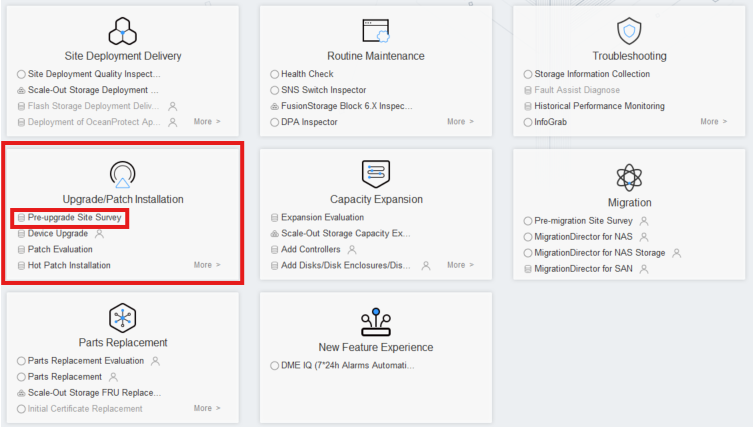 Site Deployment Delivery
Site Deployment Quality Inspect...
Scale-Out Storage Deployment ...
Flash Storage Deployment Deliv...
Deployment of OceanProtect Ap...
More >
Routine Maintenance
Health Check
SNS Switch Inspector
FusionStorage Block 6.X Inspec...
DPA Inspector
More >
Troubleshooting
Storage Information Collection
Fault Assist Diagnose
Historical Performance Monitoring
InfoGrab
More >
Upgrade/Patch Installation
Pre-upgrade Site Survey
Device Upgrade
Patch Evaluation
Hot Patch Installation
More >
Capacity Expansion
Expansion Evaluation
Scale-Out Storage Capacity Ex...
Add Controllers
Add Disks/Disk Enclosures/Dis...
More >
Migration
Pre-migration Site Survey
MigrationDirector for NAS
MigrationDirector for NAS Storage
MigrationDirector for SAN
Parts Replacement
Parts Replacement Evaluation
Parts Replacement
Scale-Out Storage FRU Replace...
Initial Certificate Replacement
More >
New Feature Experience
DME IQ (7*24h Alarms Automati...